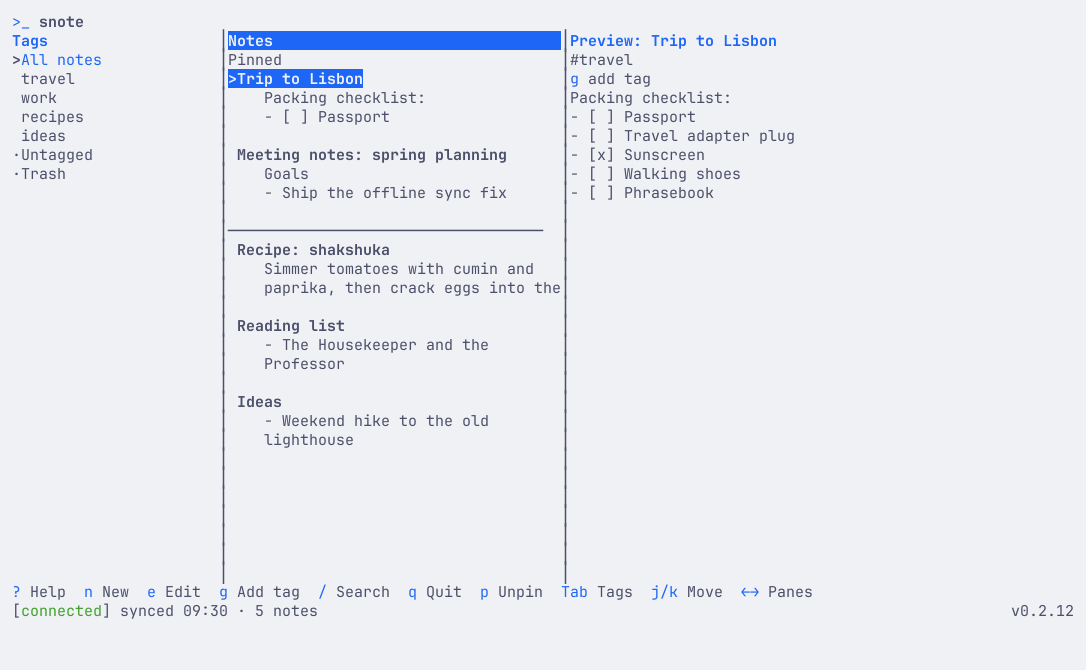 >_ snote
Tags
>All notes
travel
work
recipes
ideas
·Untagged
·Trash
Notes
Pinned
>Trip to Lisbon
Packing checklist:
- [ ] Passport
Meeting notes: spring planning
Goals
- Ship the offline sync fix
Recipe: shakshuka
Simmer tomatoes with cumin and
paprika, then crack eggs into the
Reading list
- The Housekeeper and the
Professor
Ideas
- Weekend hike to the old
lighthouse
Preview: Trip to Lisbon
#travel
g add tag
Packing checklist:
- [ ] Passport
- [ ] Travel adapter plug
- [x] Sunscreen
- [ ] Walking shoes
- [ ] Phrasebook
? Help  n New  e Edit  g Add tag  / Search  q Quit  p Unpin  Tab Tags  j/k Move  ↔ Panes
[connected] synced 09:30 · 5 notes
v0.2.12